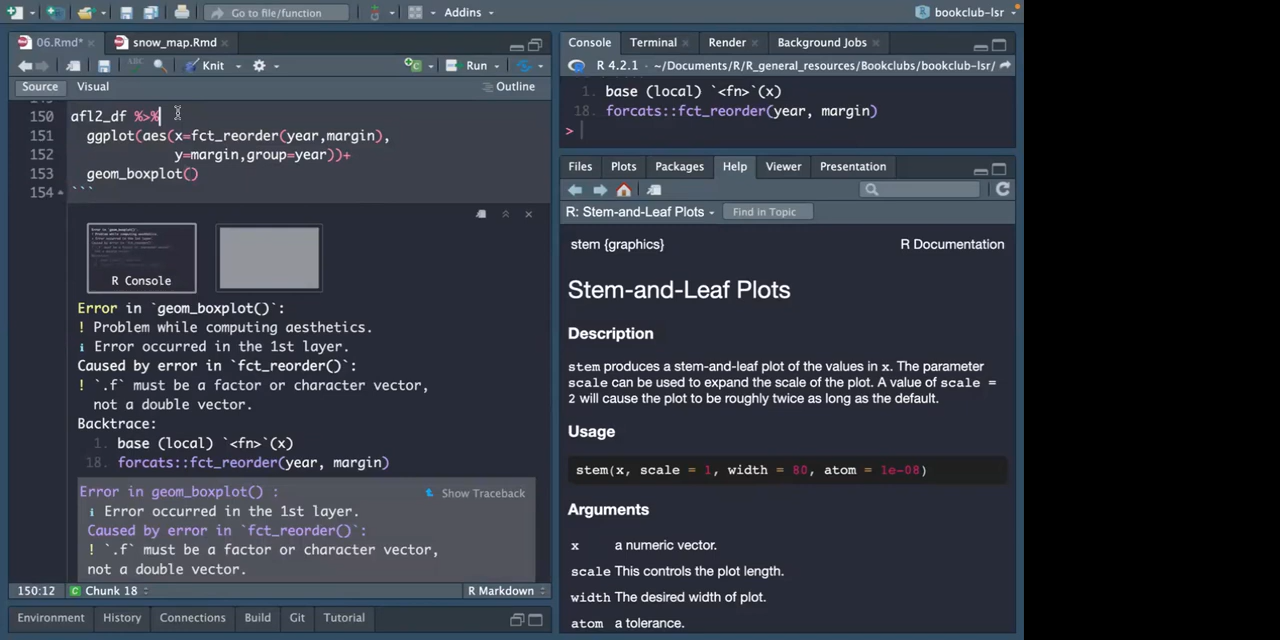 Go to file/function
Addins
bookclub-lsr
06.Rmd*
snow_map.Rmd
ABC
Knit
Run
Source
Visual
Outline
149
150
afl2_df %>%
151
ggplot(aes(x=fct_reorder(year,margin),
152
y=margin,group=year))+
153
geom_boxplot()
154
```
R Console
Error in `geom_boxplot()`:
! Problem while computing aesthetics.
ℹ Error occurred in the 1st layer.
Caused by error in `fct_reorder()`:
! `.f` must be a factor or character vector,
not a double vector.
Backtrace:
1. base (local) `<fn>`(x)
18. forcats::fct_reorder(year, margin)
Error in geom_boxplot() :
Show Traceback
ℹ Error occurred in the 1st layer.
Caused by error in `fct_reorder()`:
! `.f` must be a factor or character vector,
not a double vector.
150:12
C Chunk 18
R Markdown
Environment
History
Connections
Build
Git
Tutorial
Console
Terminal
Render
Background Jobs
R 4.2.1 · ~/Documents/R/R_general_resources/Bookclubs/bookclub-lsr/
1. base (local) `<fn>`(x)
18. forcats::fct_reorder(year, margin)
>
Files
Plots
Packages
Help
Viewer
Presentation
R: Stem-and-Leaf Plots
Find in Topic
stem {graphics}
R Documentation
Stem-and-Leaf Plots
Description
stem produces a stem-and-leaf plot of the values in x. The parameter
scale can be used to expand the scale of the plot. A value of scale =
2 will cause the plot to be roughly twice as long as the default.
Usage
stem(x, scale = 1, width = 80, atom = 1e-08)
Arguments
x a numeric vector.
scale This controls the plot length.
width The desired width of plot.
atom a tolerance.